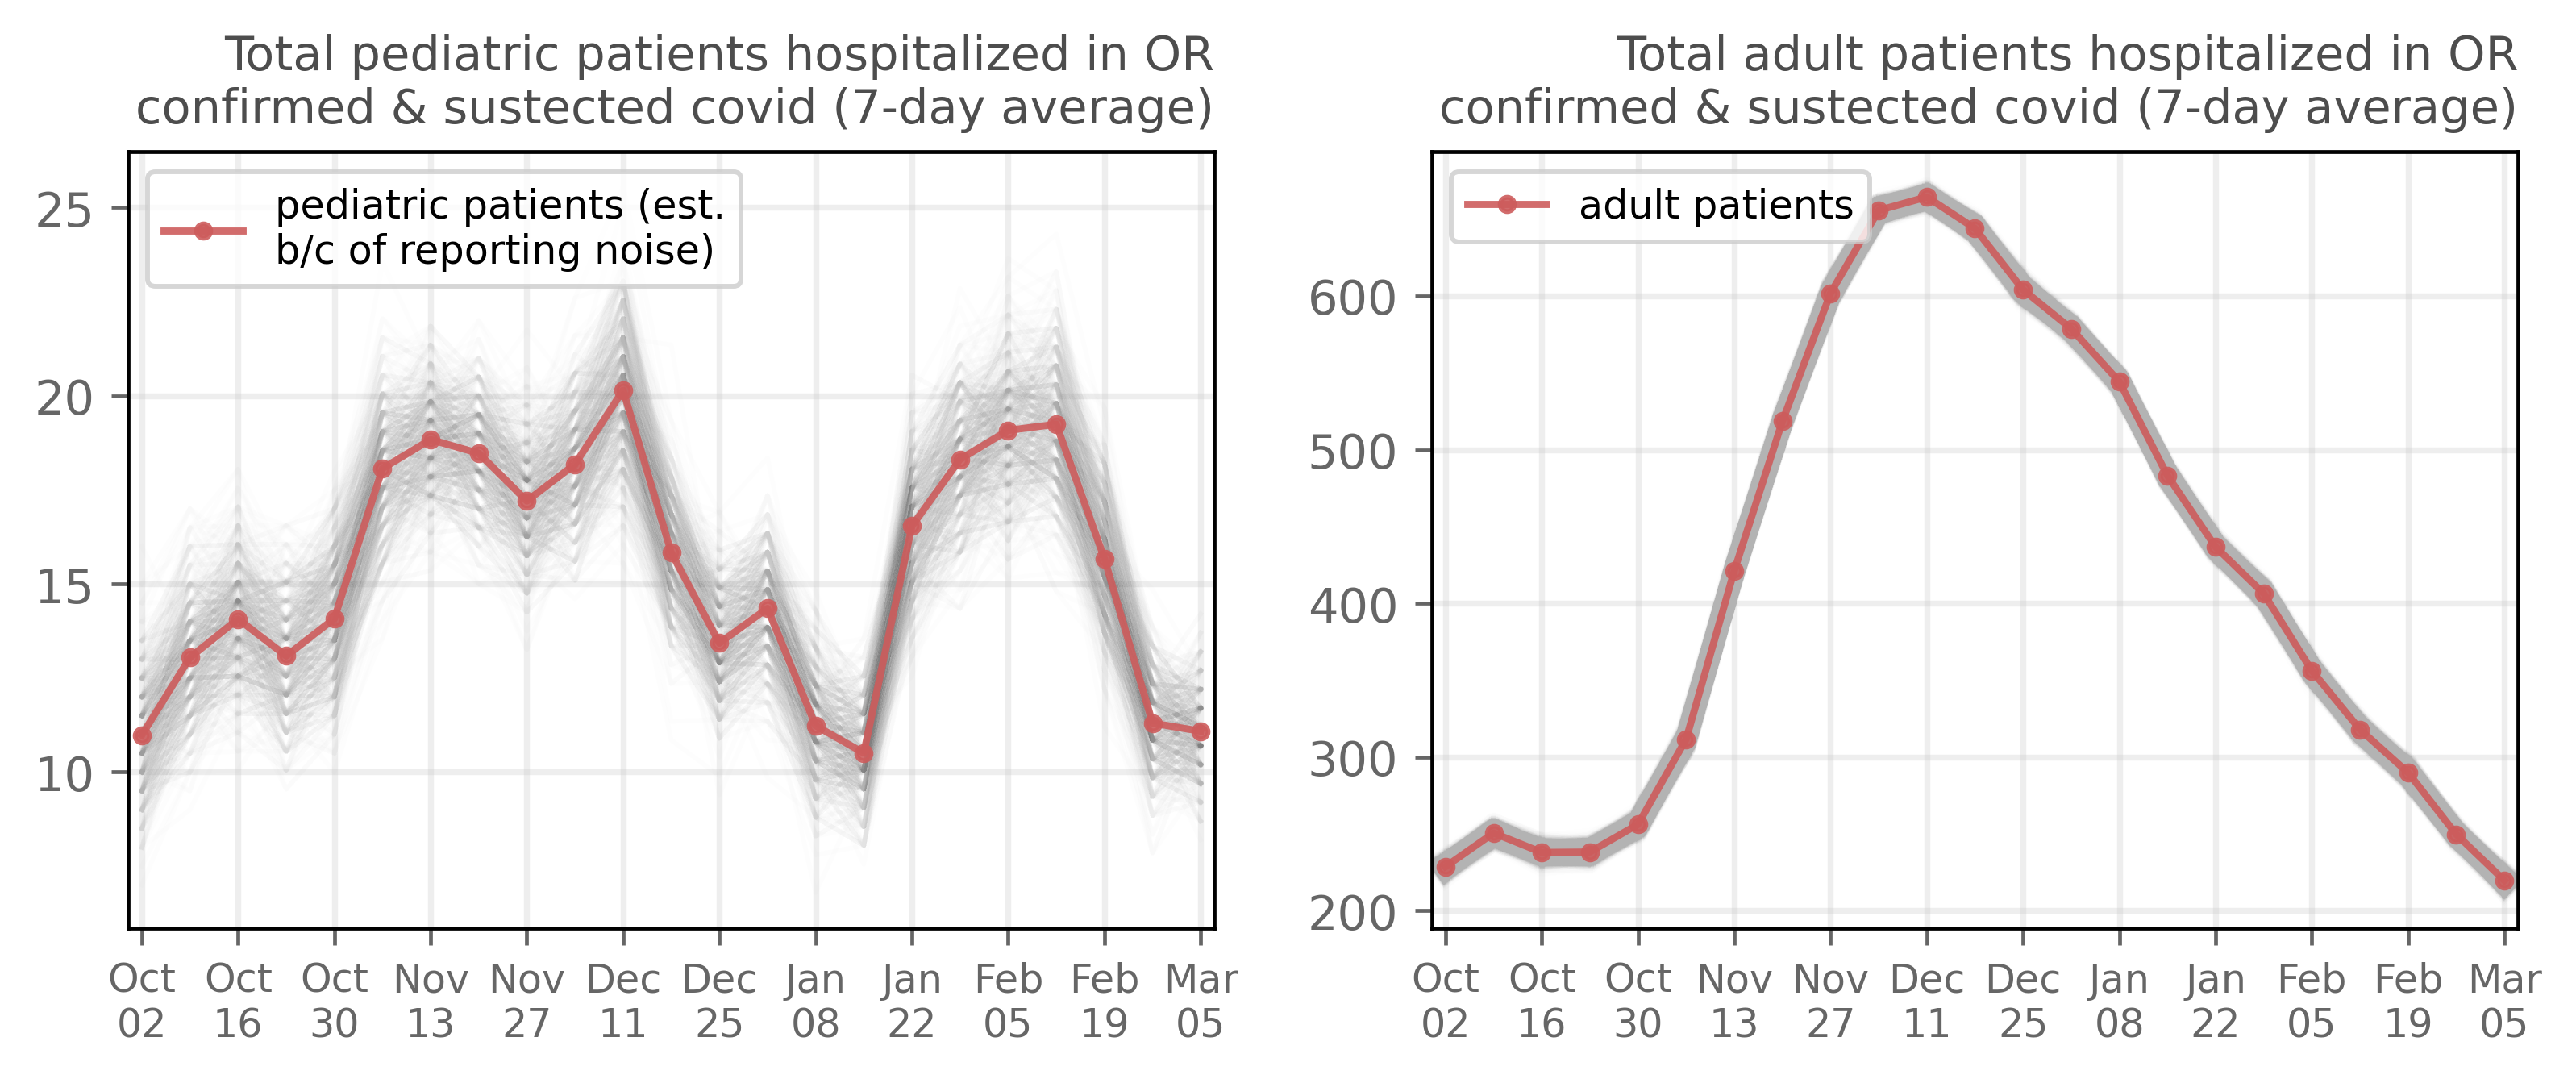 Total pediatric patients hospitalized in OR
confirmed & sustected covid (7-day average)
pediatric patients (est.
b/c of reporting noise)
25
20
15
10
Oct Oct Oct Nov Nov Dec Dec Jan Jan Feb Feb Mar
02 16 30 13 27 11 25 08 22 05 19 05
Total adult patients hospitalized in OR
confirmed & sustected covid (7-day average)
adult patients
600
500
400
300
200
Oct Oct Oct Nov Nov Dec Dec Jan Jan Feb Feb Mar
02 16 30 13 27 11 25 08 22 05 19 05